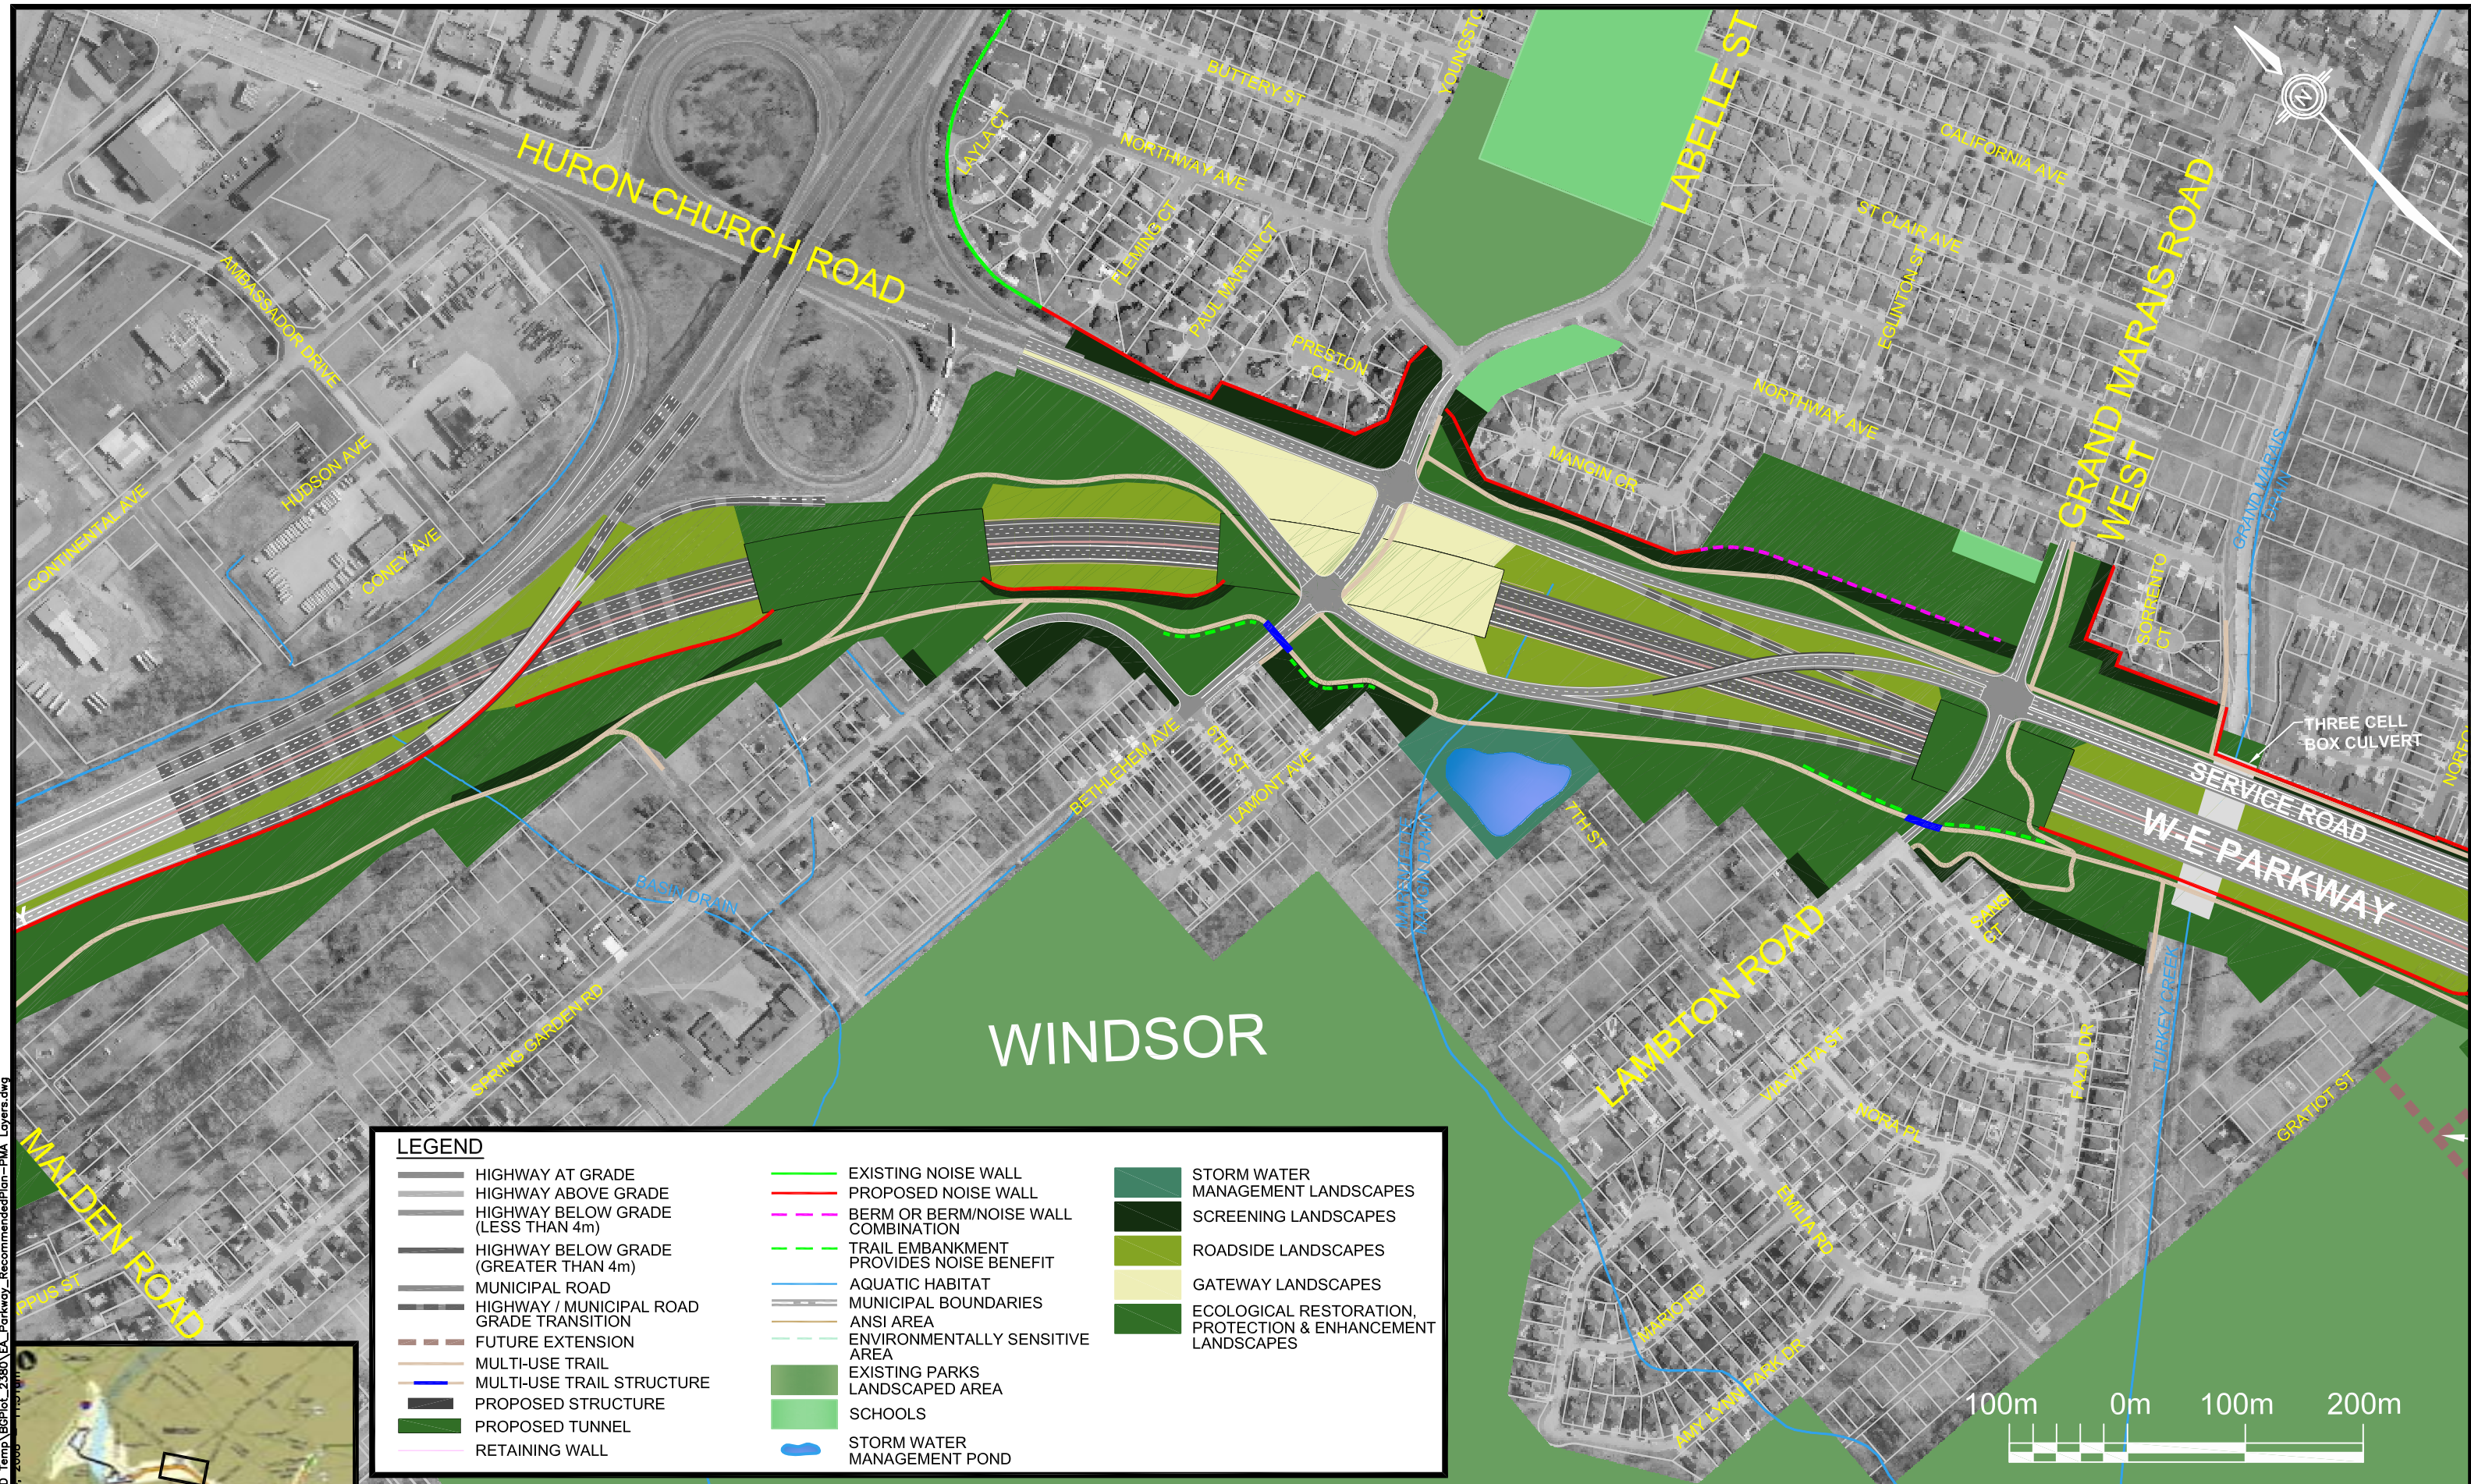 BUTTERY ST
LABELLE ST
LAYLA CT
NORTHWAY AVE
CALIFORNIA AVE
N
HURON CHURCH ROAD
FLEMING CT
PAUL MARTIN CT
ST CLAIR AVE
EGLINTON ST
GRAND MARAIS ROAD
WEST
AMBASSADOR DRIVE
PRESTON
CT
NORTHWAY AVE
MANGIN CR
HUDSON AVE
CONTINENTAL AVE
CONEY AVE
GRAND MARAIS
DRAIN
SORRENTO
CT
THREE CELL
BOX CULVERT
SERVICE ROAD
W-E PARKWAY
BETHLEHEM AVE
6TH ST
LAMONT AVE
7TH ST
BASIN DRAIN
SPRING GARDEN RD
WINDSOR
LAMBTON ROAD
CT
TURKEY CREEK
VIA-VITTA ST
NORA PL
FAZIO DR
GRATIOT ST
EMILIA RD
MARIO RD
AMY LYNN PARK DR
MALDEN ROAD
PPUS ST
LEGEND
HIGHWAY AT GRADE
HIGHWAY ABOVE GRADE
HIGHWAY BELOW GRADE
(LESS THAN 4m)
HIGHWAY BELOW GRADE
(GREATER THAN 4m)
MUNICIPAL ROAD
HIGHWAY / MUNICIPAL ROAD
GRADE TRANSITION
FUTURE EXTENSION
MULTI-USE TRAIL
MULTI-USE TRAIL STRUCTURE
PROPOSED STRUCTURE
PROPOSED TUNNEL
RETAINING WALL
EXISTING NOISE WALL
PROPOSED NOISE WALL
BERM OR BERM/NOISE WALL
COMBINATION
TRAIL EMBANKMENT
PROVIDES NOISE BENEFIT
AQUATIC HABITAT
MUNICIPAL BOUNDARIES
ANSI AREA
ENVIRONMENTALLY SENSITIVE
AREA
EXISTING PARKS
LANDSCAPED AREA
SCHOOLS
STORM WATER
MANAGEMENT POND
STORM WATER
MANAGEMENT LANDSCAPES
SCREENING LANDSCAPES
ROADSIDE LANDSCAPES
GATEWAY LANDSCAPES
ECOLOGICAL RESTORATION,
PROTECTION & ENHANCEMENT
LANDSCAPES
100m 0m 100m 200m